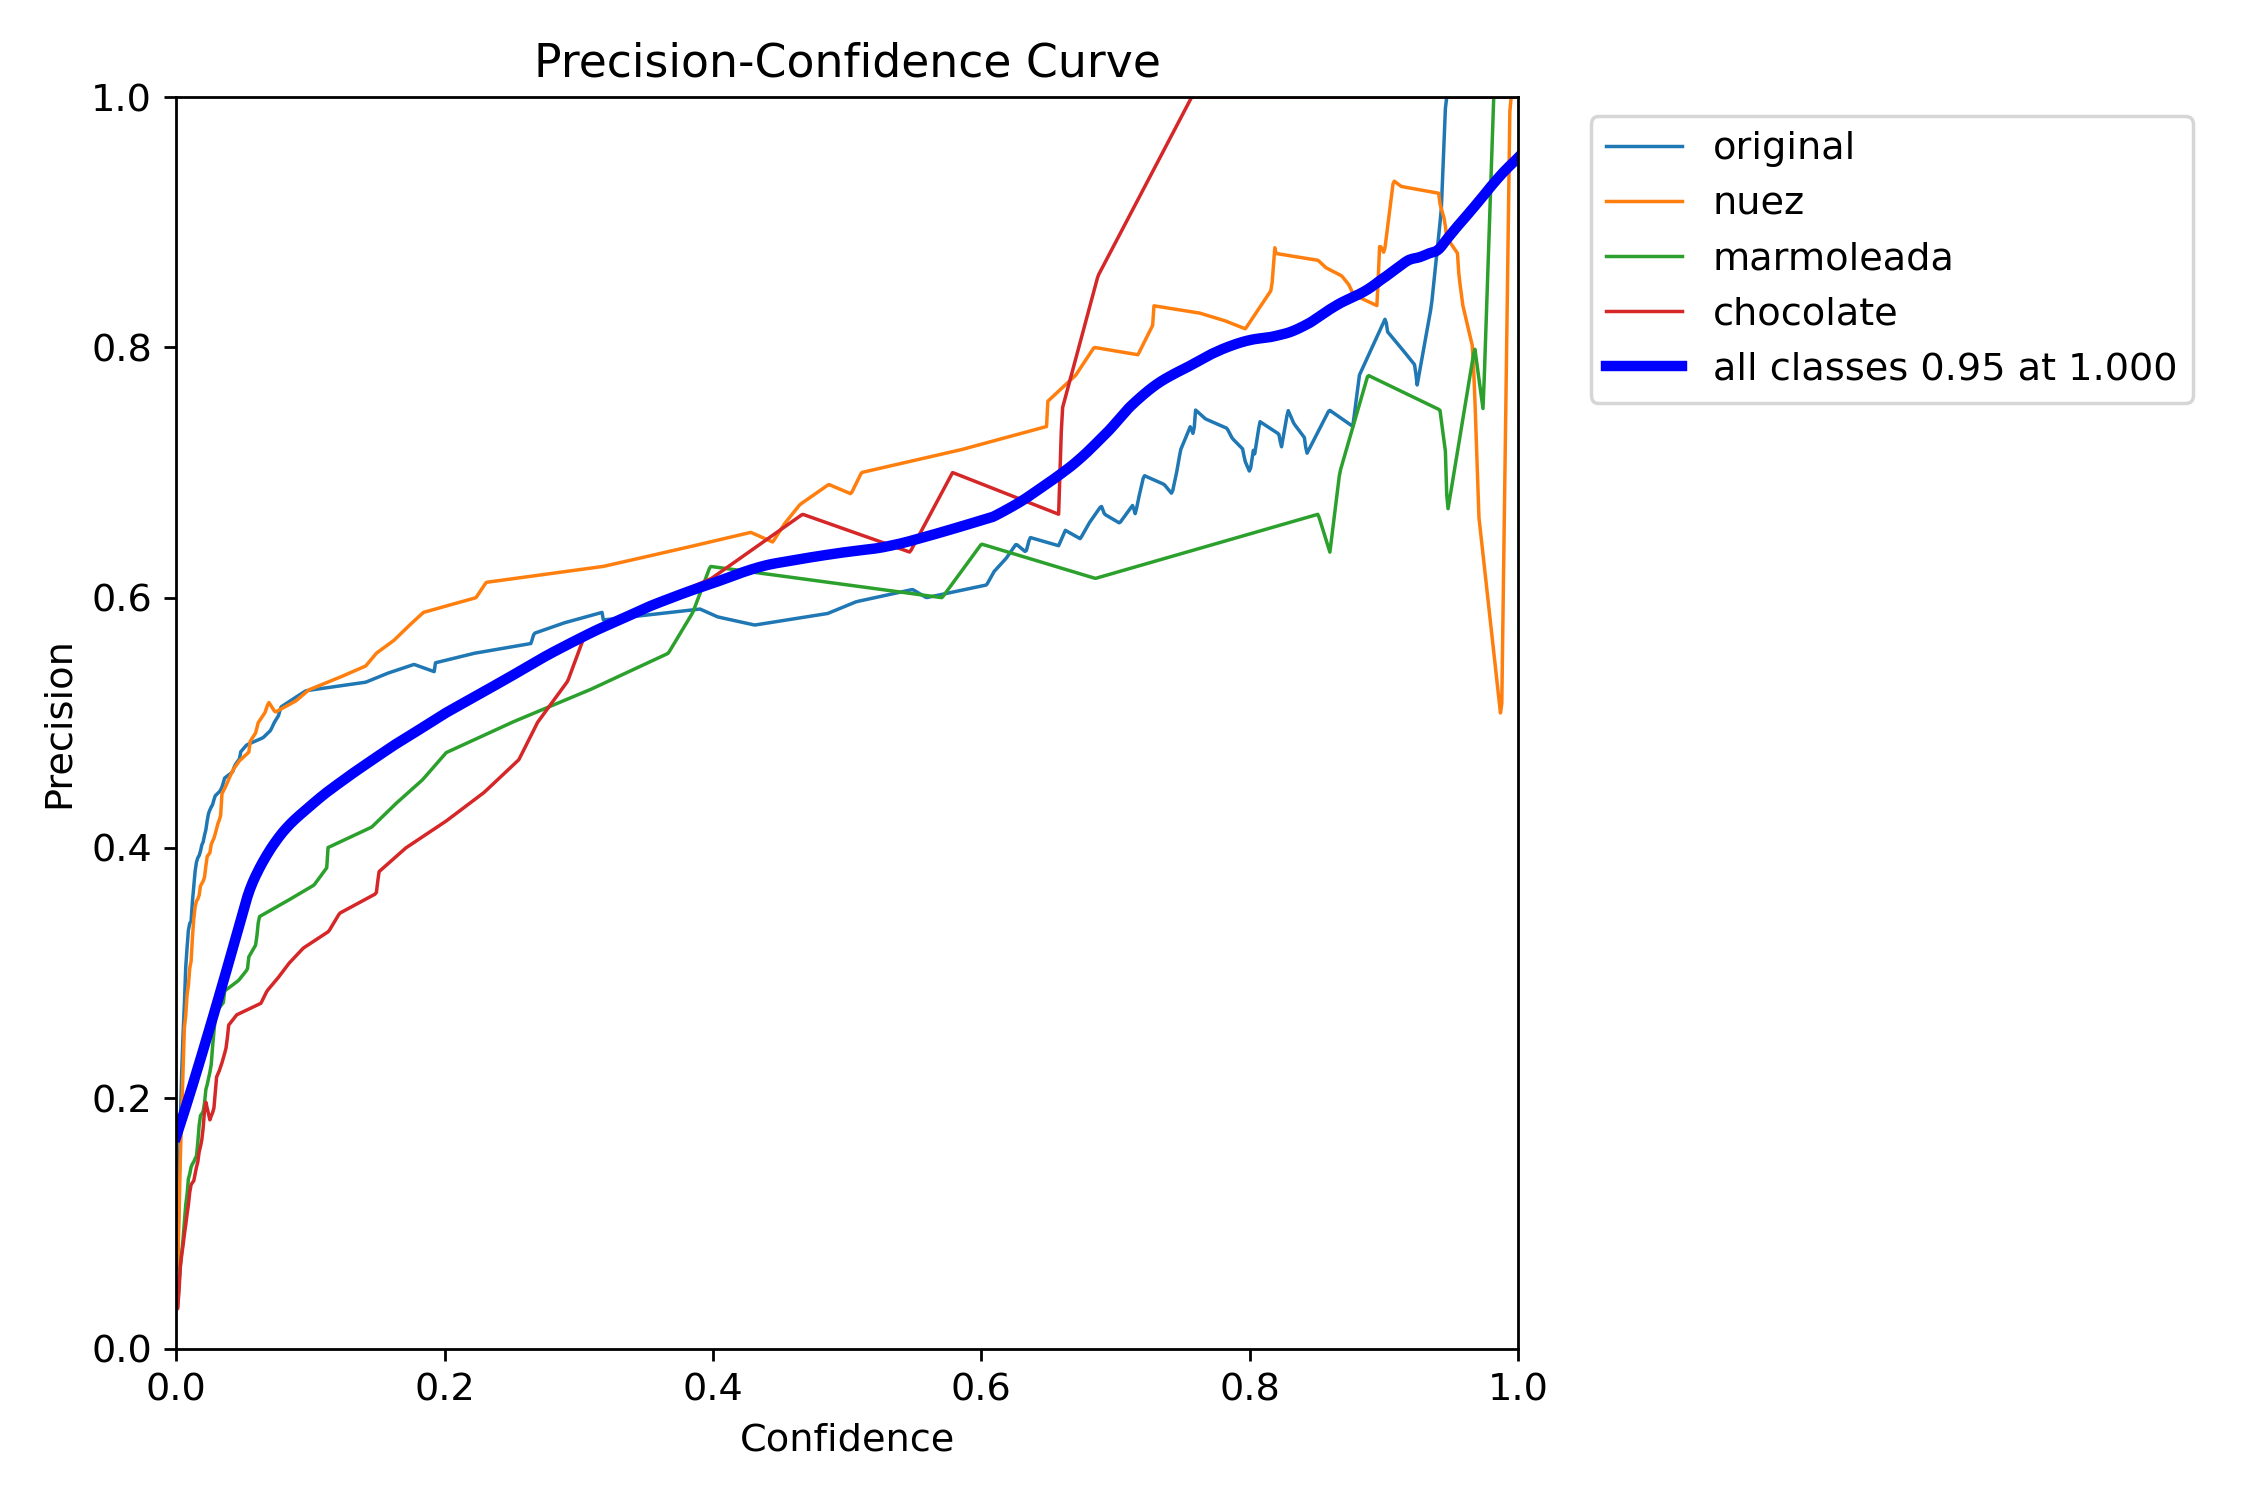 Precision-Confidence Curve
1.0
0.8
0.6
0.4
0.2
0.0
Precision
0.0 0.2 0.4 0.6 0.8 1.0
Confidence
original
nuez
marmoleada
chocolate
all classes 0.95 at 1.000